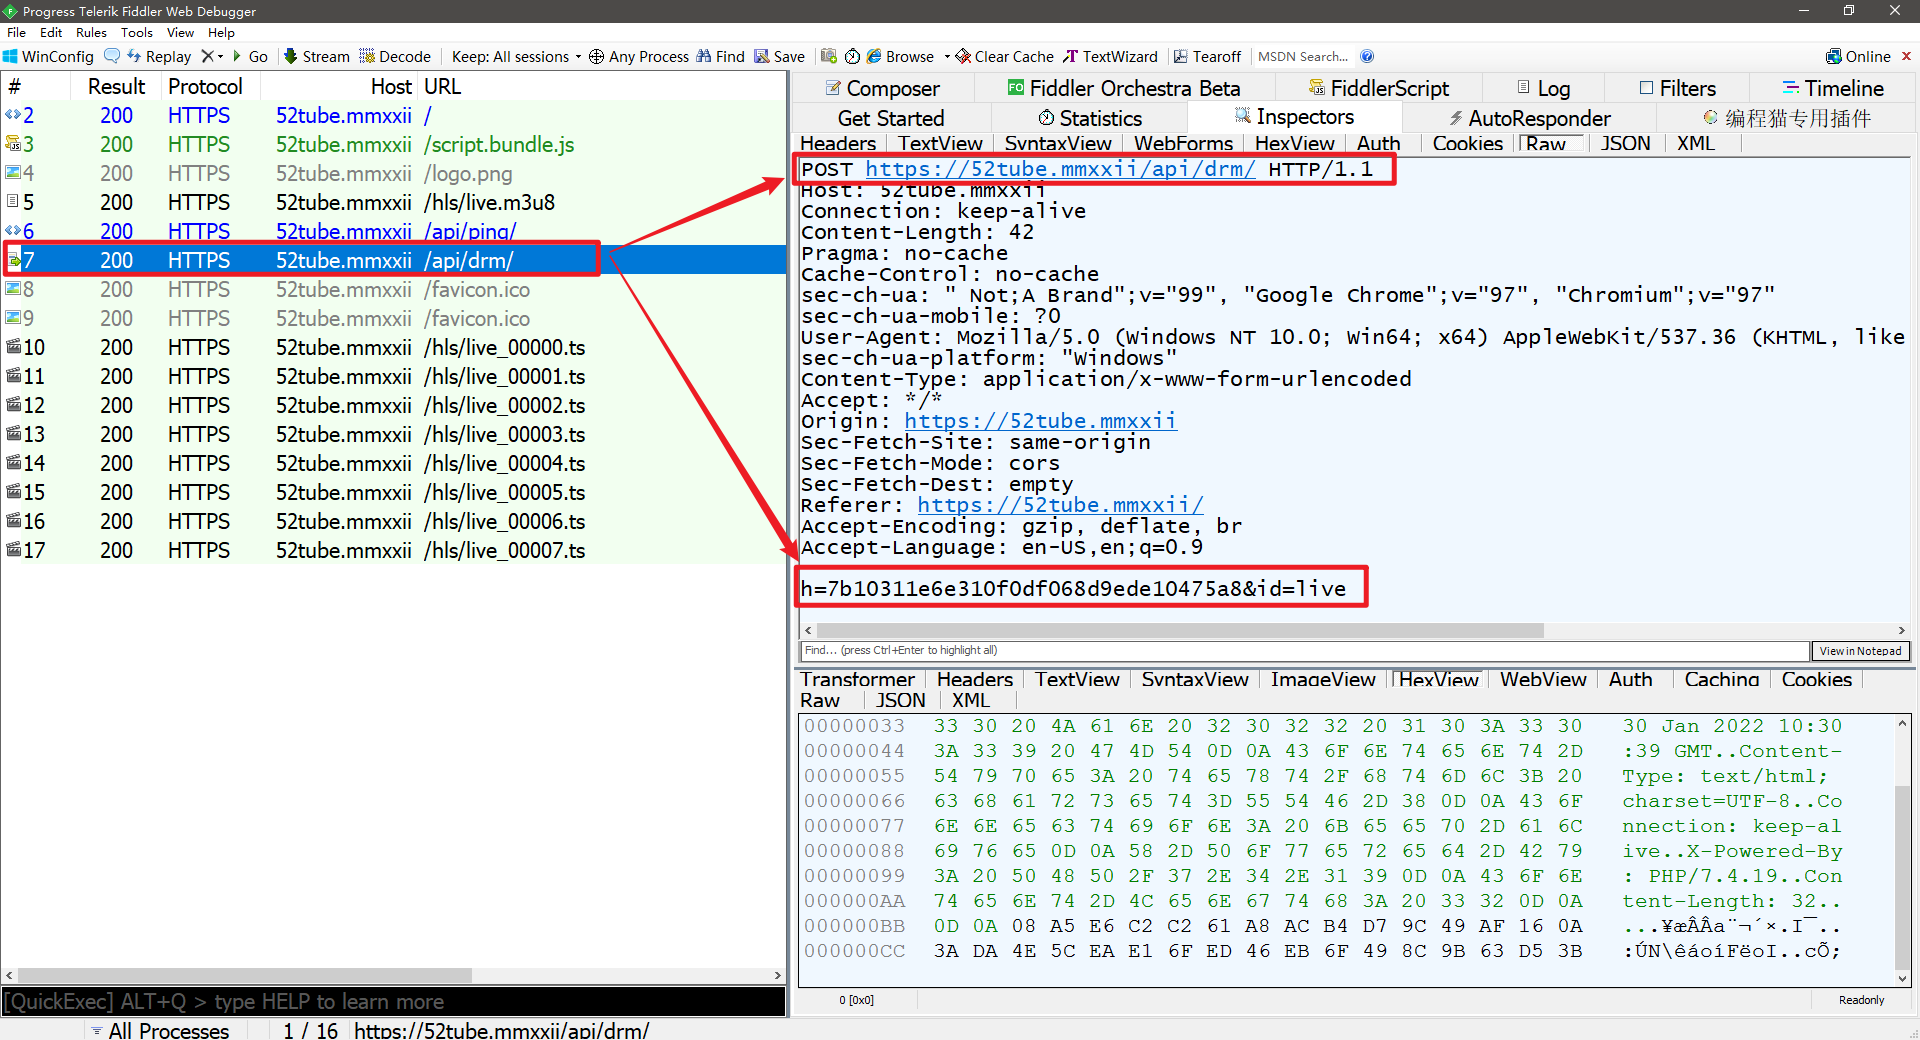 Progress Telerik Fiddler Web Debugger
File Edit Rules Tools View Help
WinConfig Replay Go Stream Decode Keep: All sessions Any Process Find Save Browse Clear Cache TextWizard Tearoff MSDN Search... Online
# Result Protocol Host URL
2 200 HTTPS 52tube.mmxxii /
3 200 HTTPS 52tube.mmxxii /script.bundle.js
4 200 HTTPS 52tube.mmxxii /logo.png
5 200 HTTPS 52tube.mmxxii /hls/live.m3u8
6 200 HTTPS 52tube.mmxxii /api/ping/
7 200 HTTPS 52tube.mmxxii /api/drm/
8 200 HTTPS 52tube.mmxxii /favicon.ico
9 200 HTTPS 52tube.mmxxii /favicon.ico
10 200 HTTPS 52tube.mmxxii /hls/live_00000.ts
11 200 HTTPS 52tube.mmxxii /hls/live_00001.ts
12 200 HTTPS 52tube.mmxxii /hls/live_00002.ts
13 200 HTTPS 52tube.mmxxii /hls/live_00003.ts
14 200 HTTPS 52tube.mmxxii /hls/live_00004.ts
15 200 HTTPS 52tube.mmxxii /hls/live_00005.ts
16 200 HTTPS 52tube.mmxxii /hls/live_00006.ts
17 200 HTTPS 52tube.mmxxii /hls/live_00007.ts
[QuickExec] ALT+Q > type HELP to learn more
Composer FO Fiddler Orchestra Beta FiddlerScript Log Filters Timeline
Get Started Statistics Inspectors AutoResponder 编程猫专用插件
Headers TextView SyntaxView WebForms HexView Auth Cookies Raw JSON XML
POST https://52tube.mmxxii/api/drm/ HTTP/1.1
Host: 52tube.mmxxii
Connection: keep-alive
Content-Length: 42
Pragma: no-cache
Cache-Control: no-cache
sec-ch-ua: " Not;A Brand";v="99", "Google Chrome";v="97", "Chromium";v="97"
sec-ch-ua-mobile: ?0
User-Agent: Mozilla/5.0 (Windows NT 10.0; Win64; x64) AppleWebKit/537.36 (KHTML, like
sec-ch-ua-platform: "Windows"
Content-Type: application/x-www-form-urlencoded
Accept: */*
Origin: https://52tube.mmxxii
Sec-Fetch-Site: same-origin
Sec-Fetch-Mode: cors
Sec-Fetch-Dest: empty
Referer: https://52tube.mmxxii/
Accept-Encoding: gzip, deflate, br
Accept-Language: en-US,en;q=0.9
h=7b10311e6e310f0df068d9ede10475a8&id=live
Find... (press Ctrl+Enter to highlight all) View in Notepad
Transformer Headers TextView SyntaxView ImageView HexView WebView Auth Caching Cookies
Raw JSON XML
00000033 33 30 20 4A 61 6E 20 32 30 32 32 20 31 30 3A 33 30 30 Jan 2022 10:30
00000044 3A 33 39 20 47 4D 54 0D 0A 43 6F 6E 74 65 6E 74 2D :39 GMT..Content-
00000055 54 79 70 65 3A 20 74 65 78 74 2F 68 74 6D 6C 3B 20 Type: text/html;
00000066 63 68 61 72 73 65 74 3D 55 54 46 2D 38 0D 0A 43 6F charset=UTF-8..Co
00000077 6E 6E 65 63 74 69 6F 6E 3A 20 6B 65 65 70 2D 61 6C nnection: keep-al
00000088 69 76 65 0D 0A 58 2D 50 6F 77 65 72 65 64 2D 42 79 ive..X-Powered-By
00000099 3A 20 50 48 50 2F 37 2E 34 2E 31 39 0D 0A 43 6F 6E : PHP/7.4.19..Con
000000AA 74 65 6E 74 2D 4C 65 6E 67 74 68 3A 20 33 32 0D 0A tent-Length: 32..
000000BB 0D 0A 08 A5 E6 C2 C2 61 A8 AC B4 D7 9C 49 AF 16 0A ...¥æÂÂa¨¬´×.I¯..
000000CC 3A DA 4E 5C EA E1 6F ED 46 EB 6F 49 8C 9B 63 D5 3B :ÚN\êáoíFëoI..cÕ;
0 [0x0] Readonly
All Processes 1 / 16 https://52tube.mmxxii/api/drm/